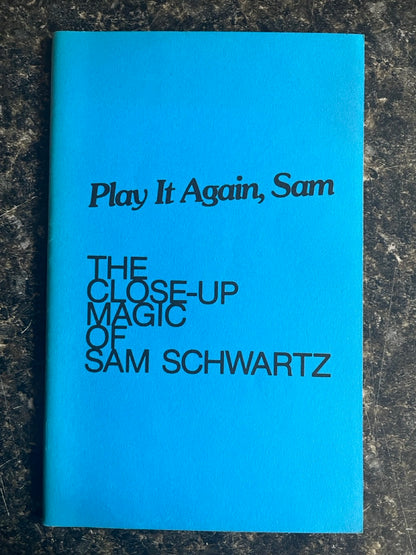 Play It Again, Sam
THE
CLOSE-UP
MAGIC
OF
SAM SCHWARTZ